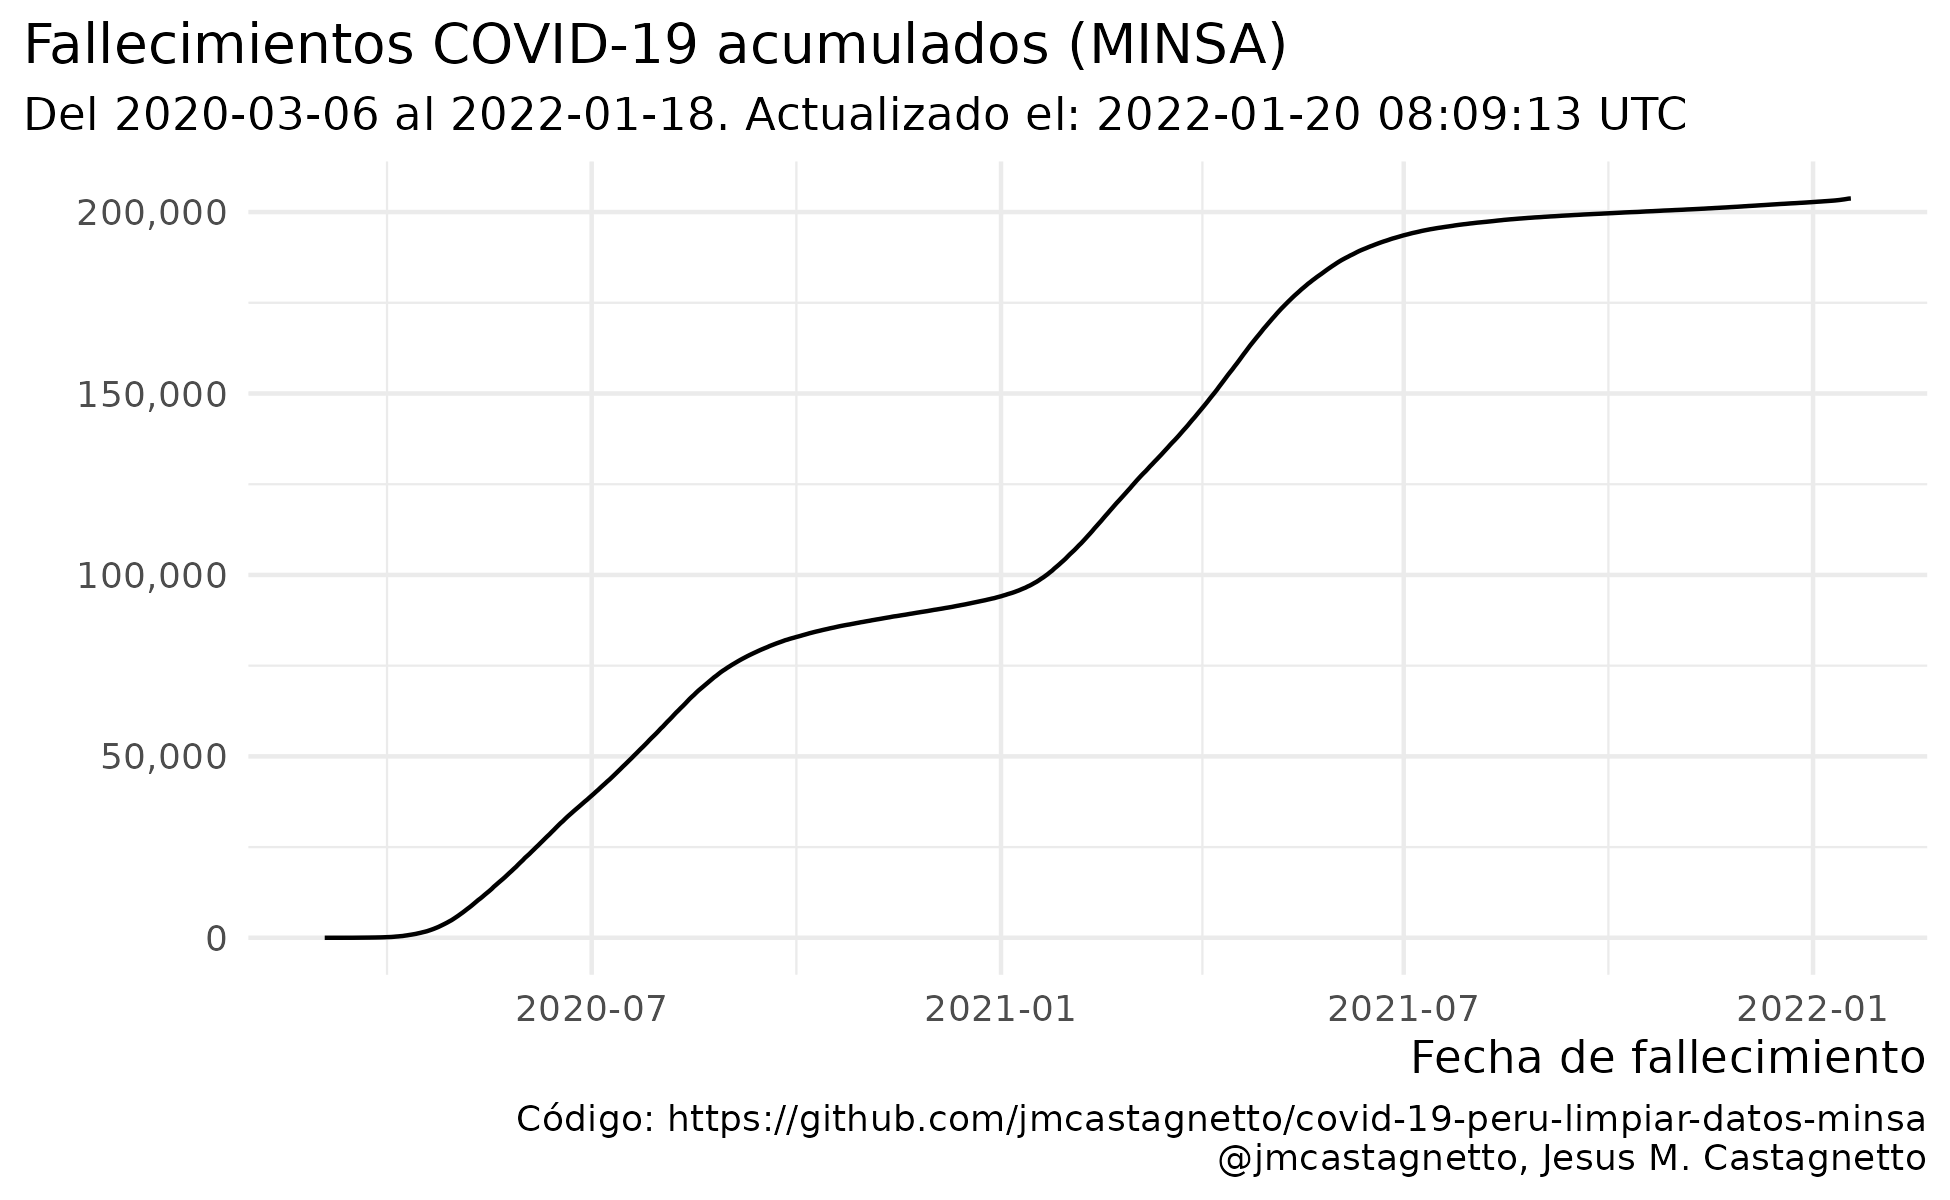 Fallecimientos COVID-19 acumulados (MINSA)
Del 2020-03-06 al 2022-01-18. Actualizado el: 2022-01-20 08:09:13 UTC
200,000
150,000
100,000
50,000
0
2020-07 2021-01 2021-07 2022-01
Fecha de fallecimiento
Código: https://github.com/jmcastagnetto/covid-19-peru-limpiar-datos-minsa
@jmcastagnetto, Jesus M. Castagnetto